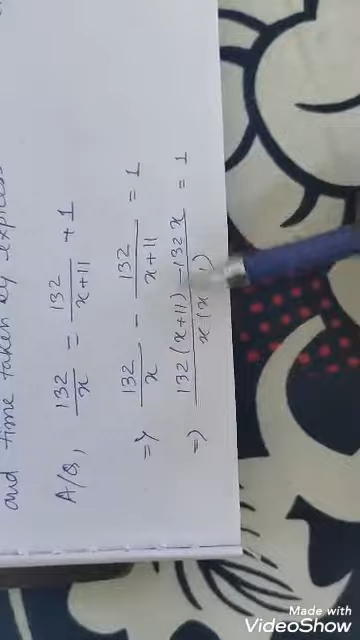 and time taken by express
A/Q, 132/x = 132/x+11 + 1
=> 132/x - 132/x+11 = 1
=> 132(x+11) - 132x / x(x = 1
Made with
VideoShow